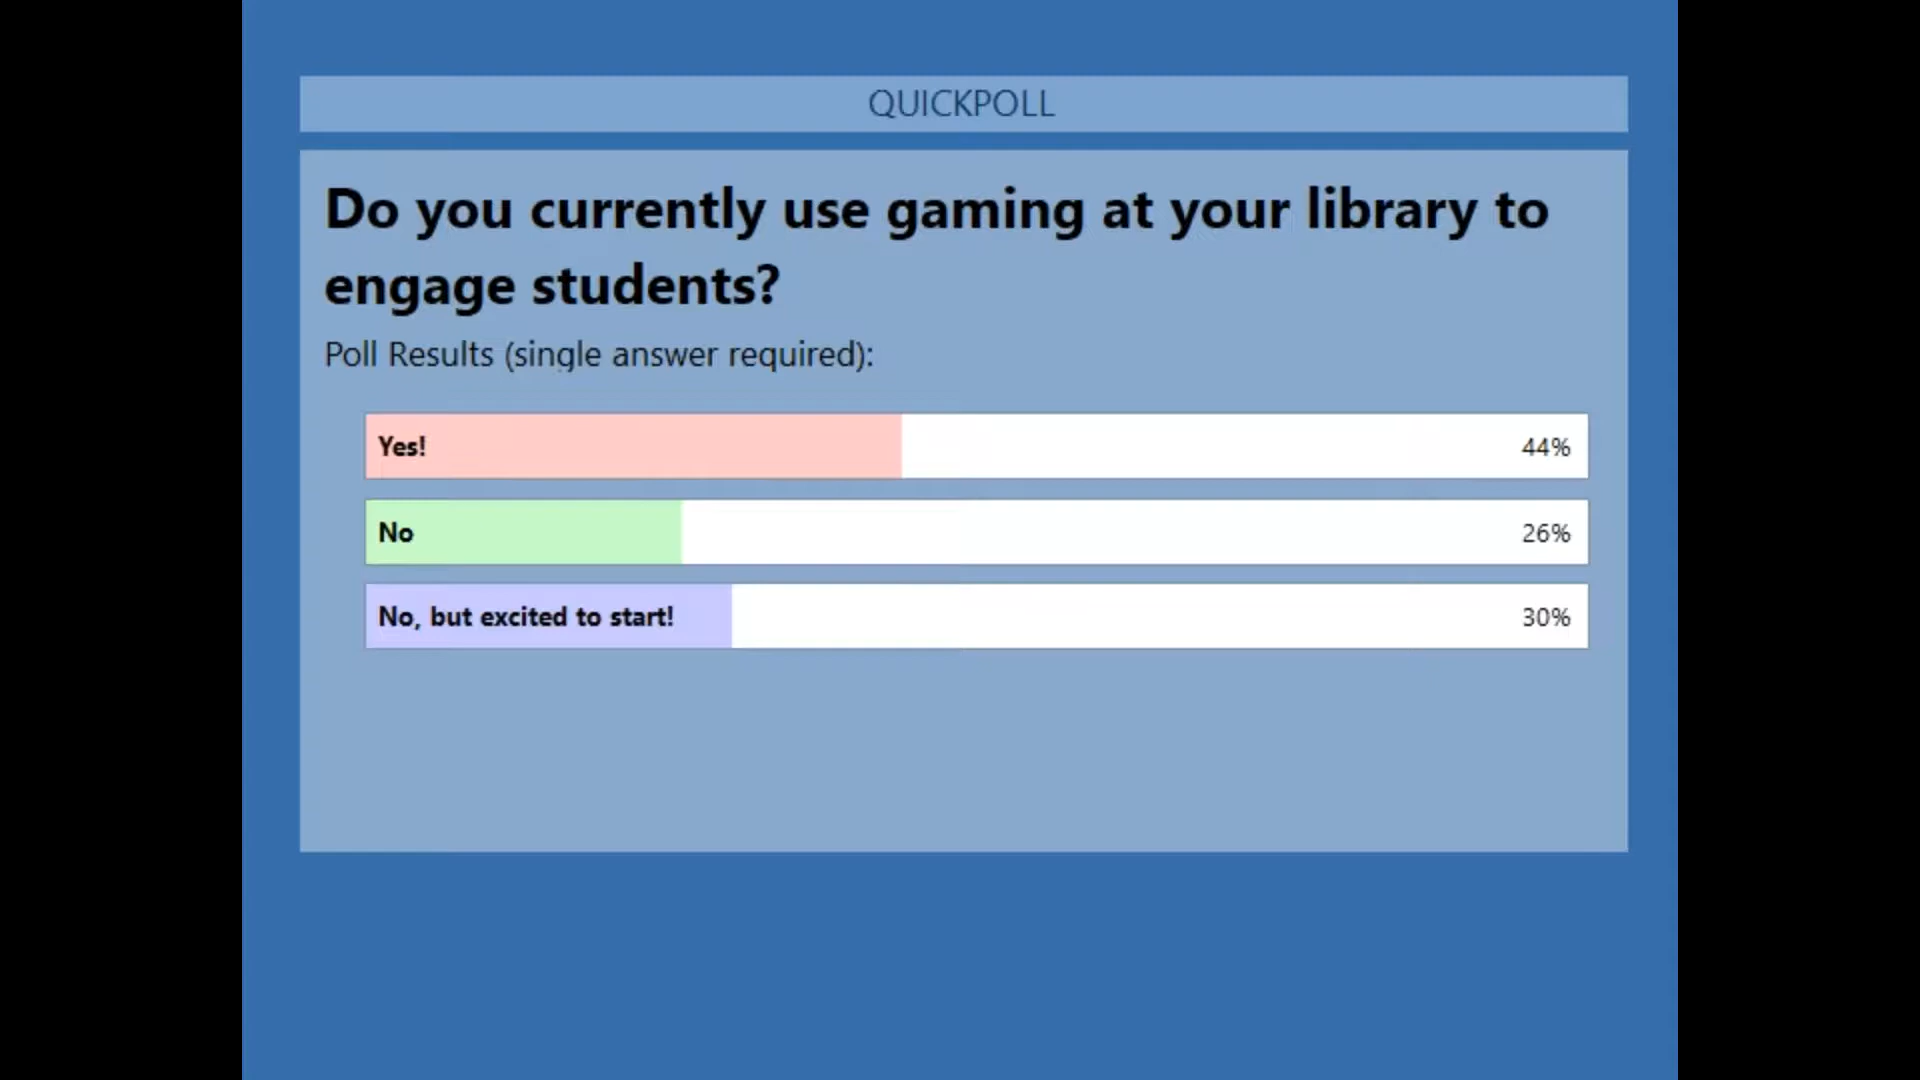 QUICKPOLL
Do you currently use gaming at your library to
engage students?
Poll Results (single answer required):
Yes! 44%
No 26%
No, but excited to start! 30%